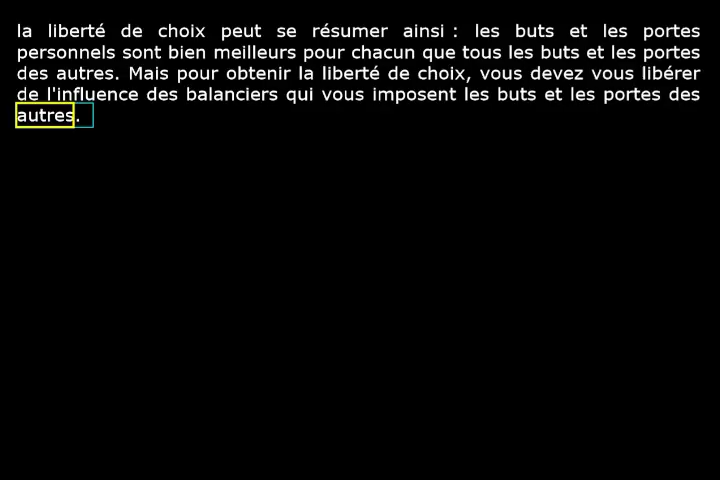 la liberté de choix peut se résumer ainsi : les buts et les portes
personnels sont bien meilleurs pour chacun que tous les buts et les portes
des autres. Mais pour obtenir la liberté de choix, vous devez vous libérer
de l'influence des balanciers qui vous imposent les buts et les portes des
autres.